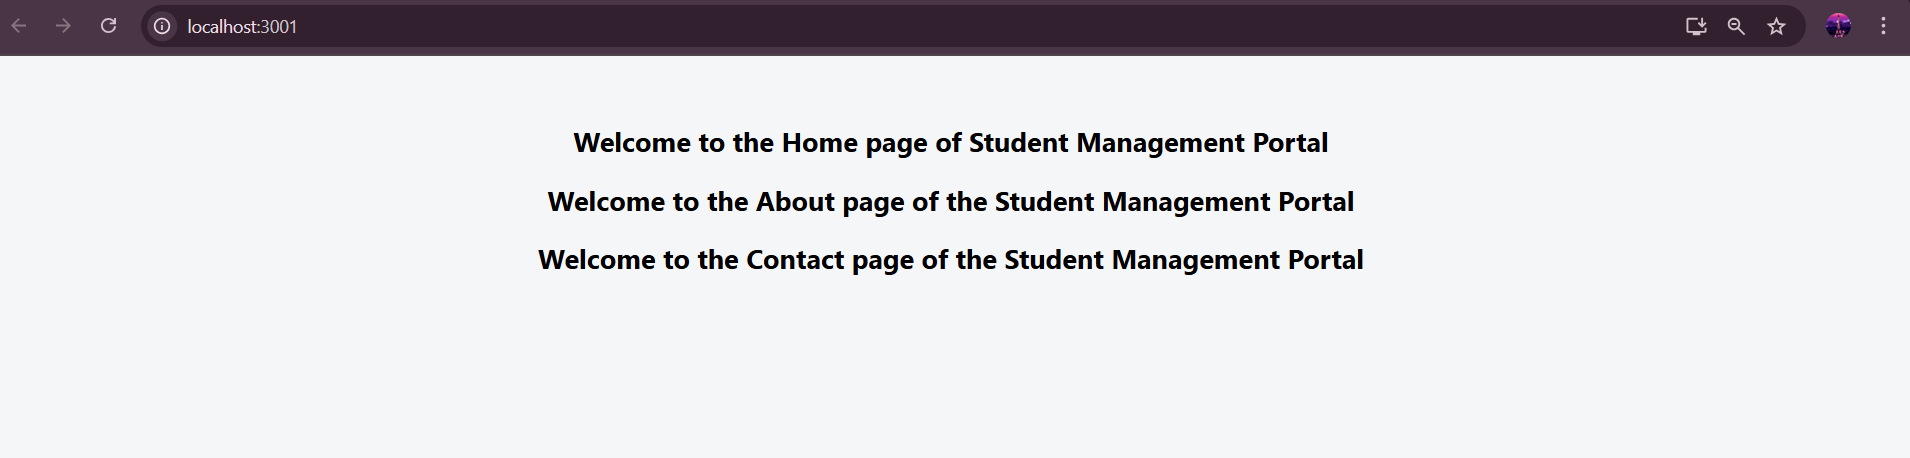 localhost:3001
Welcome to the Home page of Student Management Portal
Welcome to the About page of the Student Management Portal
Welcome to the Contact page of the Student Management Portal